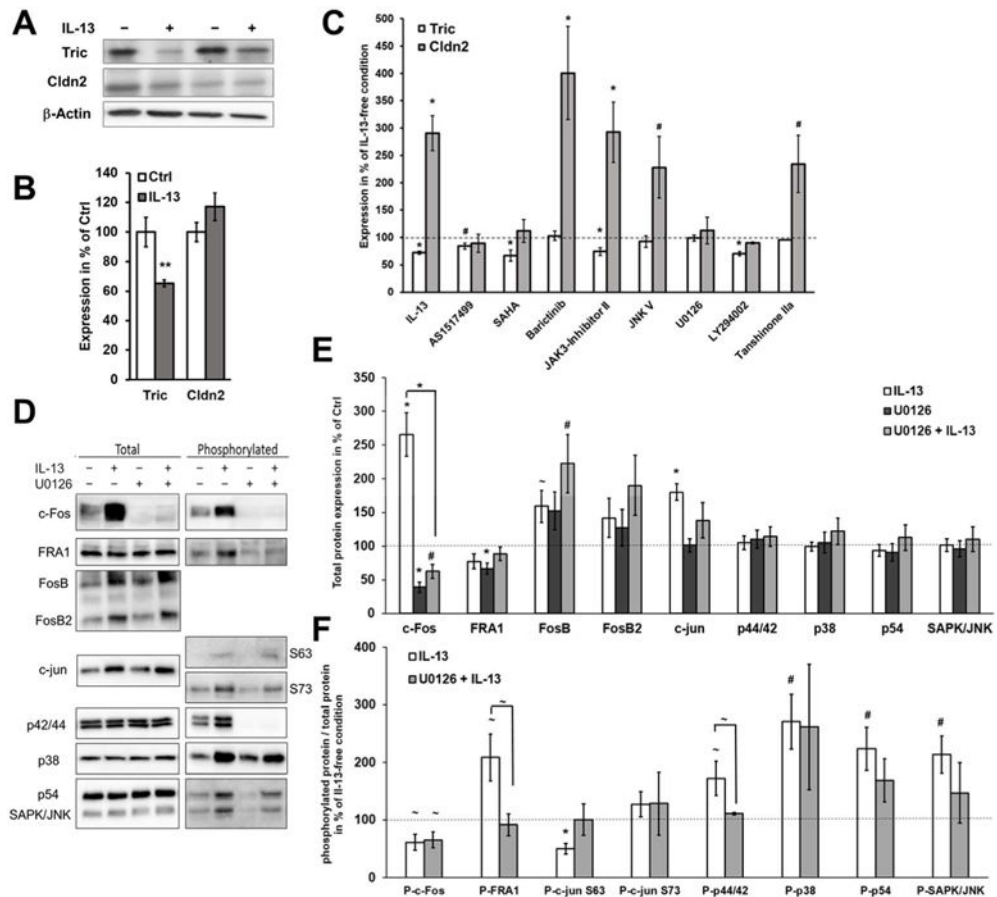 A
IL-13 – + – +
Tric
Cldn2
β-Actin
B
Expression in % of Ctrl
140
120
100
80
60
40
20
0
Ctrl
IL-13
**
Tric Cldn2
C
Expression in % of IL-13-free condition
500
450
400
350
300
250
200
150
100
50
0
Tric
Cldn2
* * # * * * * # * #
IL-13
AS1517499
SAHA
Barictinib
JAK3-Inhibitor II
JNK V
U0126
LY294002
Tanshinone IIa
D
Total Phosphorylated
IL-13 – + – + – + – +
U0126 – – + + – – + +
c-Fos
FRA1
FosB
FosB2
c-jun
S63
S73
p42/44
p38
p54
SAPK/JNK
E
Total protein expression in % of Ctrl
350
300
250
200
150
100
50
0
IL-13
U0126
U0126 + IL-13
* * * # * ~ # *
c-Fos FRA1 FosB FosB2 c-jun p44/42 p38 p54 SAPK/JNK
F
phosphorylated protein / total protein
in % of Il-13-free condition
400
300
200
100
0
IL-13
U0126 + IL-13
~ ~ ~ ~ * ~ ~ # # #
P-c-Fos P-FRA1 P-c-jun S63 P-c-jun S73 P-p44/42 P-p38 P-p54 P-SAPK/JNK